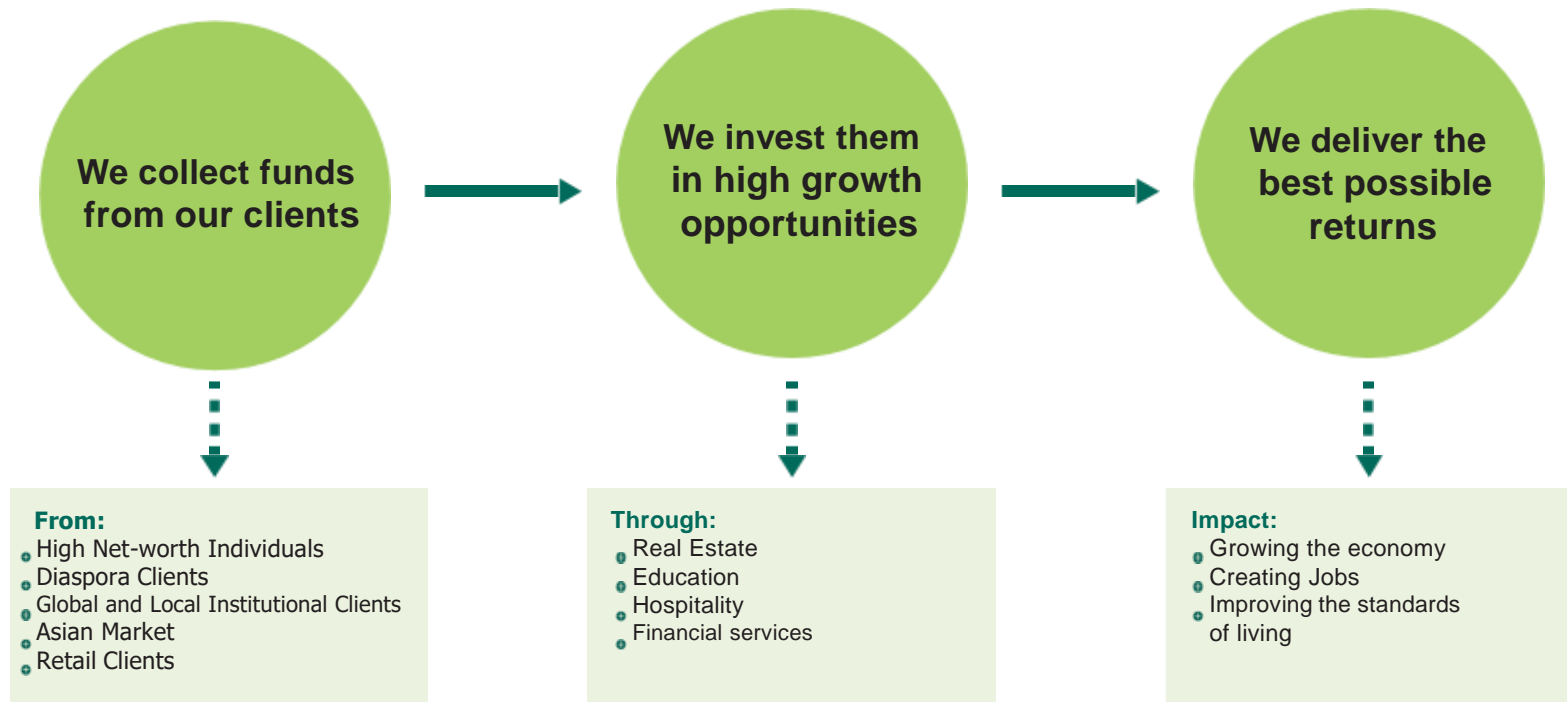 We collect funds
from our clients
We invest them
in high growth
opportunities
We deliver the
best possible
returns
From:
High Net-worth Individuals
Diaspora Clients
Global and Local Institutional Clients
Asian Market
Retail Clients
Through:
Real Estate
Education
Hospitality
Financial services
Impact:
Growing the economy
Creating Jobs
Improving the standards
of living